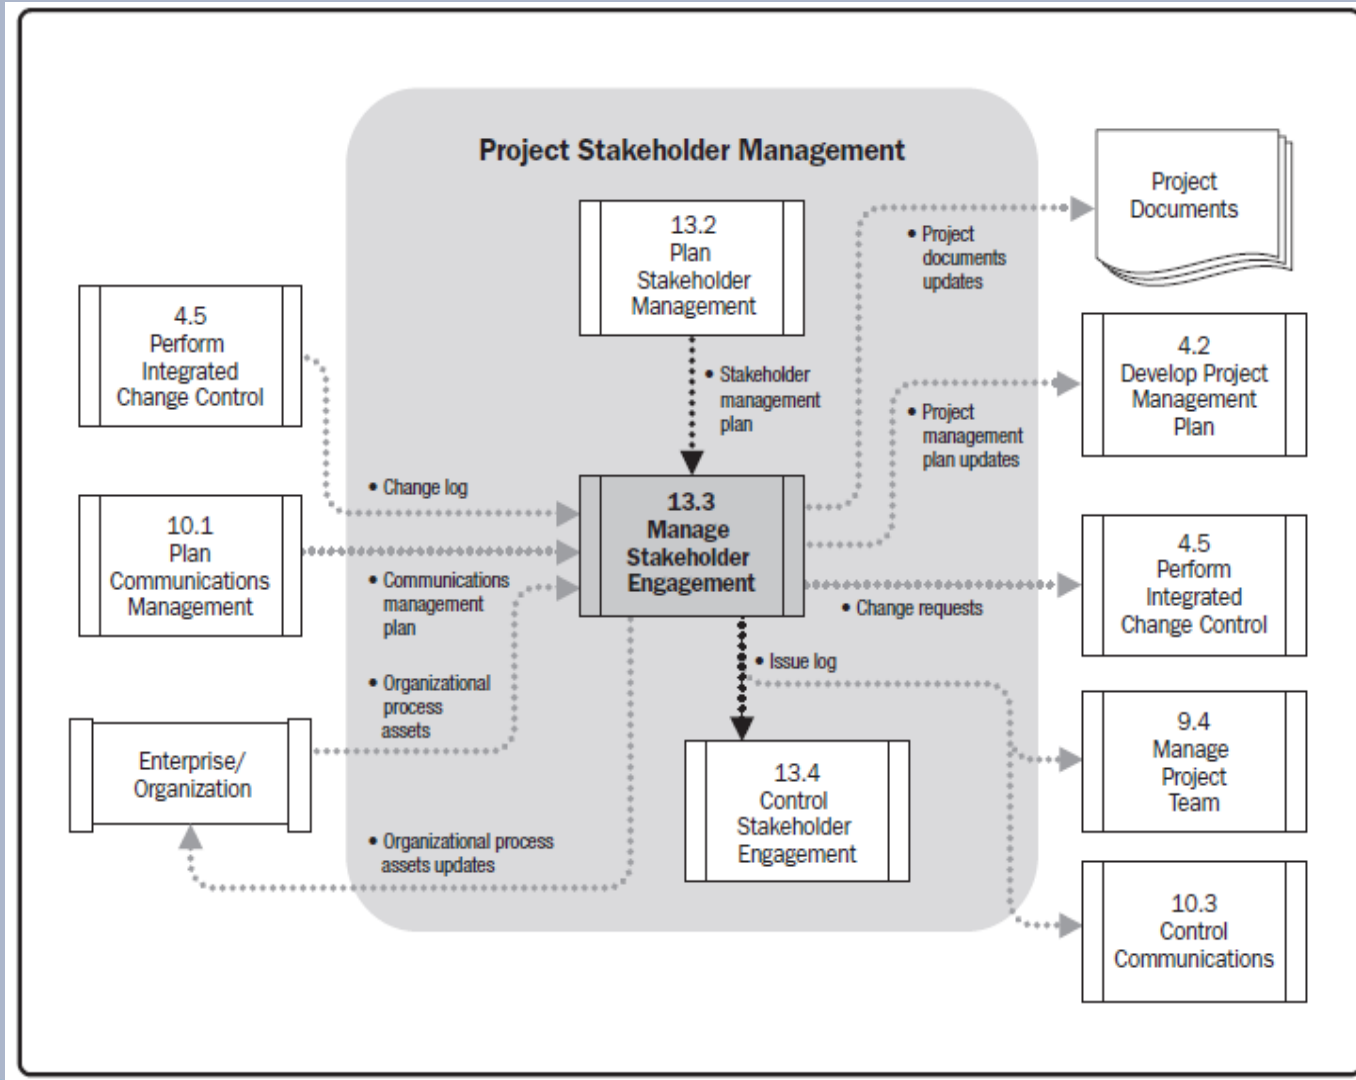 Project Stakeholder Management
13.2
Plan
Stakeholder
Management
Project
Documents
• Project
documents
updates
4.5
Perform
Integrated
Change Control
4.2
Develop Project
Management
Plan
• Stakeholder
management
plan
• Project
management
plan updates
• Change log
13.3
Manage
Stakeholder
Engagement
10.1
Plan
Communications
Management
4.5
Perform
Integrated
Change Control
• Communications
management
plan
• Change requests
• Issue log
• Organizational
process
assets
9.4
Manage
Project
Team
Enterprise/
Organization
13.4
Control
Stakeholder
Engagement
• Organizational process
assets updates
10.3
Control
Communications